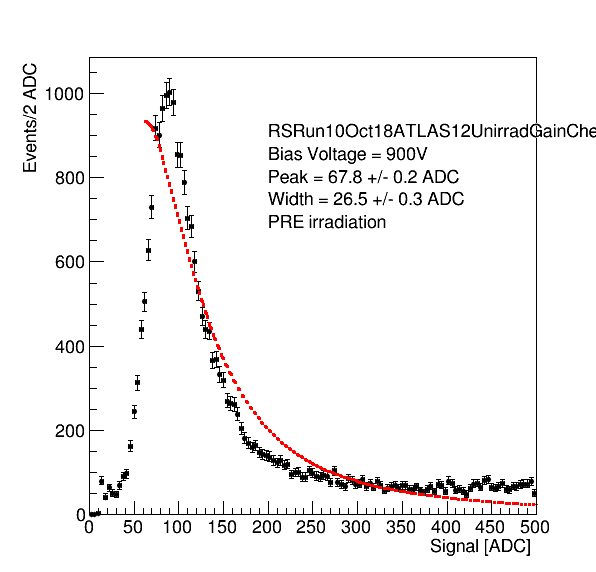 Events/2 ADC
1000
800
600
400
200
0
RSRun10Oct18ATLAS12UnirradGainChe
Bias Voltage = 900V
Peak = 67.8 +/- 0.2 ADC
Width = 26.5 +/- 0.3 ADC
PRE irradiation
0 50 100 150 200 250 300 350 400 450 500
Signal [ADC]